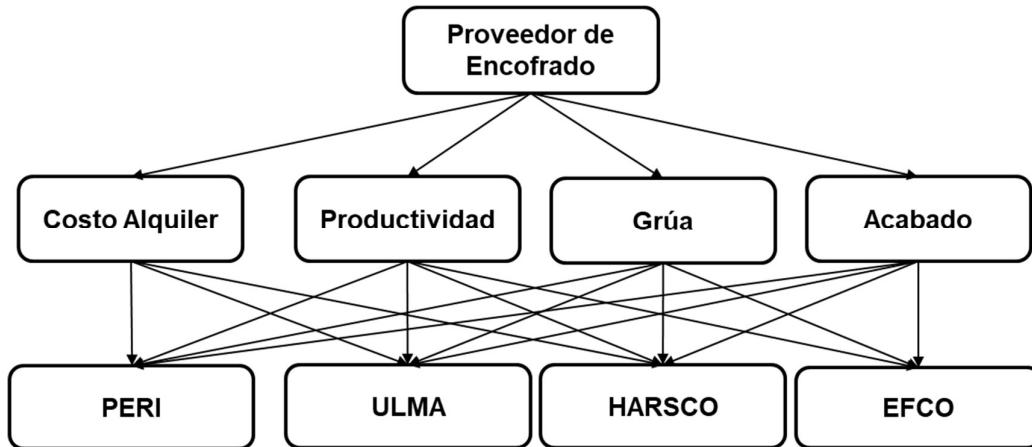 Proveedor de
Encofrado
Costo Alquiler
Productividad
Grúa
Acabado
PERI
ULMA
HARSCO
EFCO